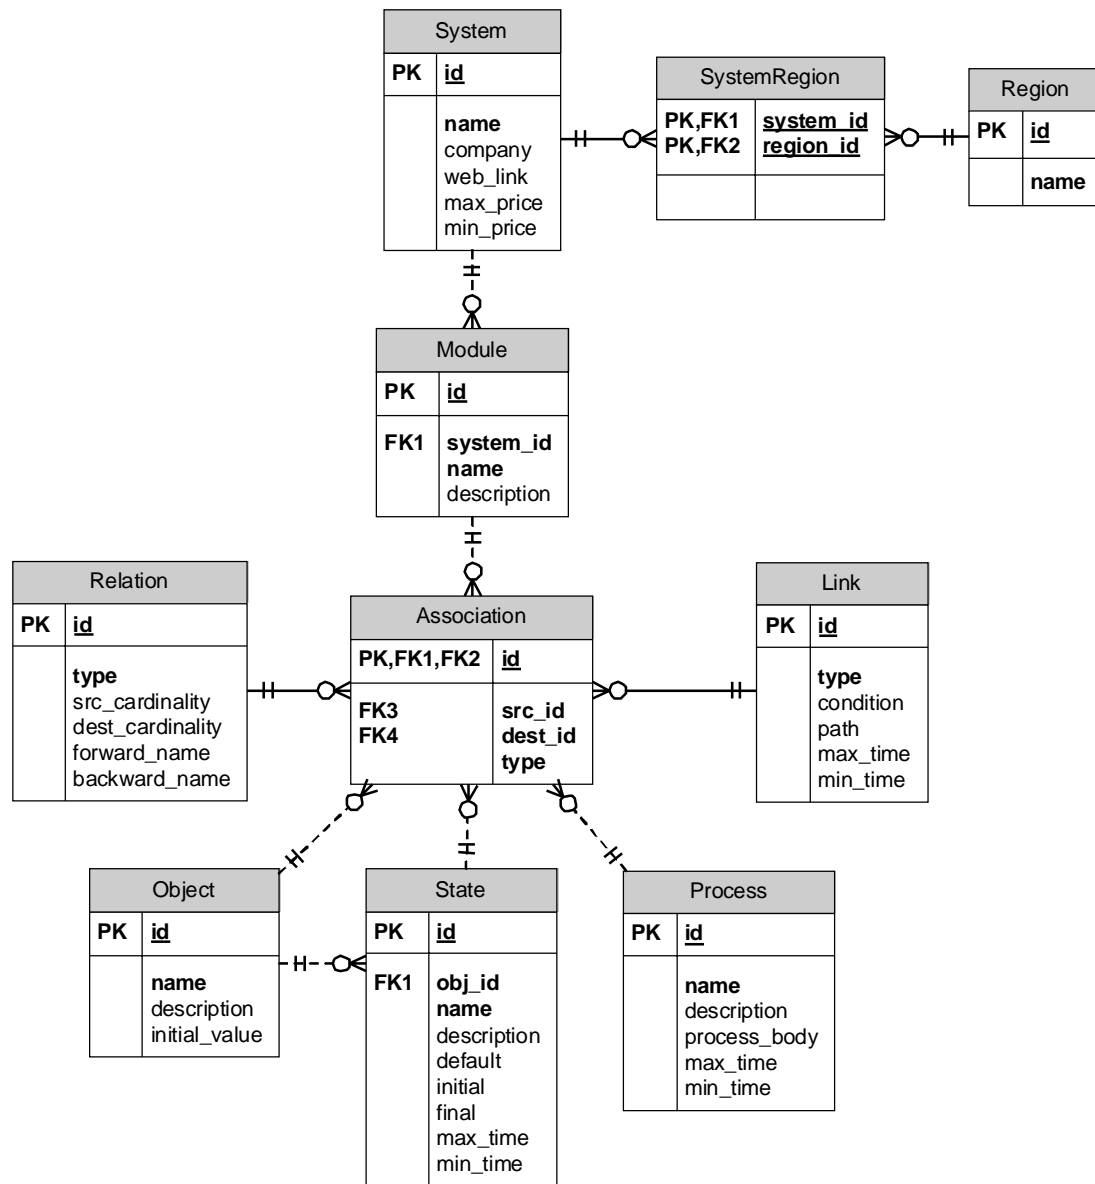 System
PK id
name
company
web_link
max_price
min_price
SystemRegion
PK,FK1 system_id
PK,FK2 region_id
Region
PK id
name
Module
PK id
FK1 system_id
name
description
Relation
PK id
type
src_cardinality
dest_cardinality
forward_name
backward_name
Association
PK,FK1,FK2 id
FK3 src_id
FK4 dest_id
type
Link
PK id
type
condition
path
max_time
min_time
Object
PK id
name
description
initial_value
State
PK id
FK1 obj_id
name
description
default
initial
final
max_time
min_time
Process
PK id
name
description
process_body
max_time
min_time